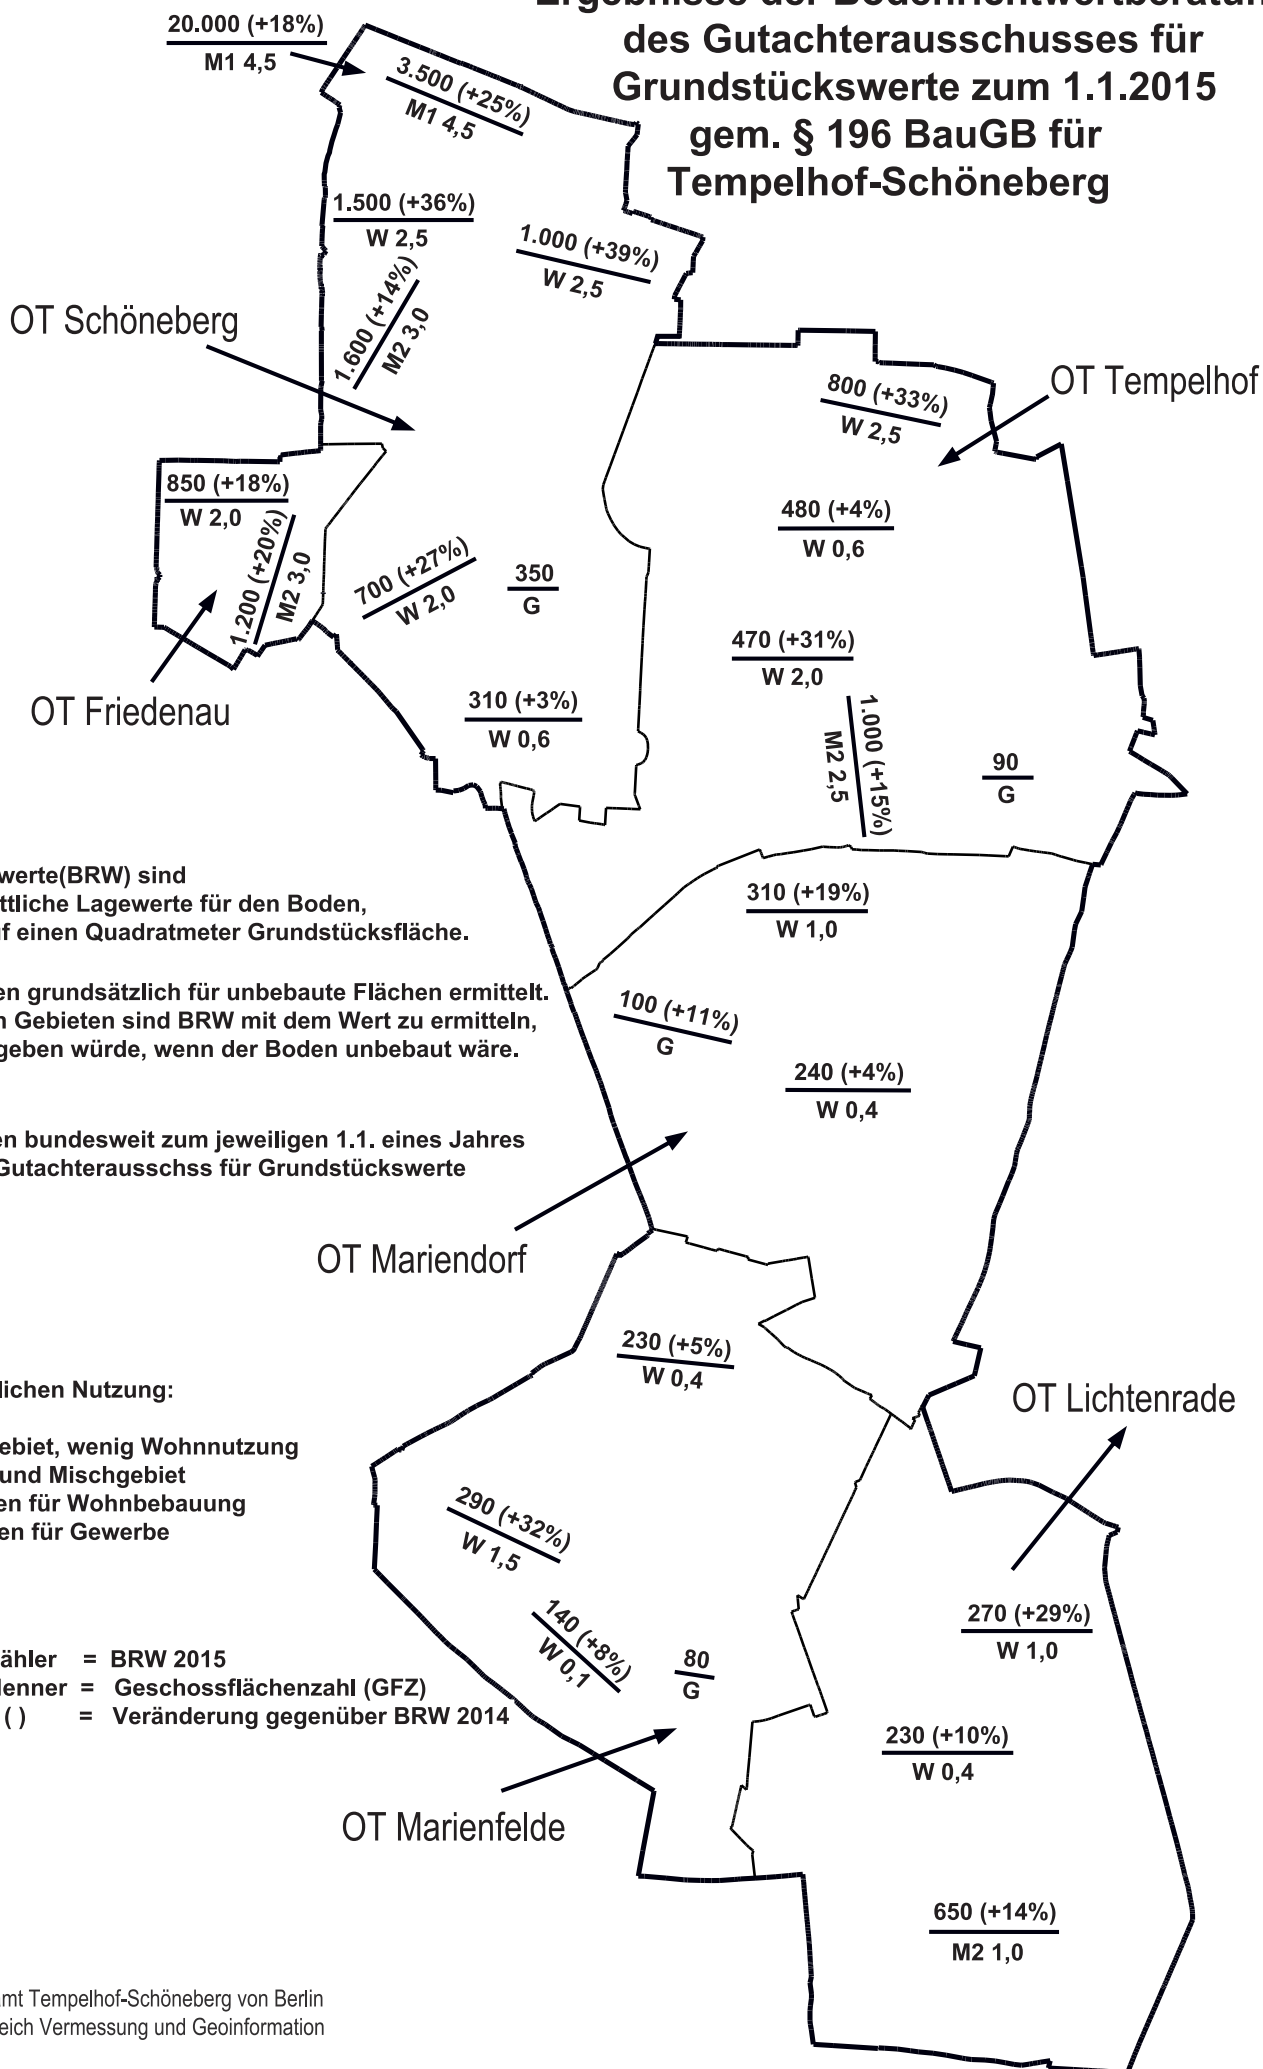 Ergebnisse der Bodenrichtwertberatun
des Gutachterausschusses für
Grundstückswerte zum 1.1.2015
gem. § 196 BauGB für
Tempelhof-Schöneberg
20.000 (+18%)
M1 4,5
3.500 (+25%)
M1 4,5
1.500 (+36%)
W 2,5
1.000 (+39%)
W 2,5
1.600 (+14%)
M2 3,0
OT Schöneberg
800 (+33%)
W 2,5
OT Tempelhof
850 (+18%)
W 2,0
1.200 (+20%)
M2 3,0
480 (+4%)
W 0,6
700 (+27%)
W 2,0
350
G
470 (+31%)
W 2,0
OT Friedenau
310 (+3%)
W 0,6
1.000 (+15%)
M2 2,5
90
G
werte(BRW) sind
ttliche Lagewerte für den Boden,
f einen Quadratmeter Grundstücksfläche.
310 (+19%)
W 1,0
en grundsätzlich für unbebaute Flächen ermittelt.
n Gebieten sind BRW mit dem Wert zu ermitteln,
geben würde, wenn der Boden unbebaut wäre.
100 (+11%)
G
240 (+4%)
W 0,4
en bundesweit zum jeweiligen 1.1. eines Jahres
Gutachterausschss für Grundstückswerte
OT Mariendorf
230 (+5%)
W 0,4
lichen Nutzung:
OT Lichtenrade
ebiet, wenig Wohnnutzung
und Mischgebiet
en für Wohnbebauung
en für Gewerbe
290 (+32%)
W 1,5
140 (+8%)
W 0,1
80
G
270 (+29%)
W 1,0
ähler = BRW 2015
enner = Geschossflächenzahl (GFZ)
( ) = Veränderung gegenüber BRW 2014
230 (+10%)
W 0,4
OT Marienfelde
650 (+14%)
M2 1,0
mt Tempelhof-Schöneberg von Berlin
eich Vermessung und Geoinformation